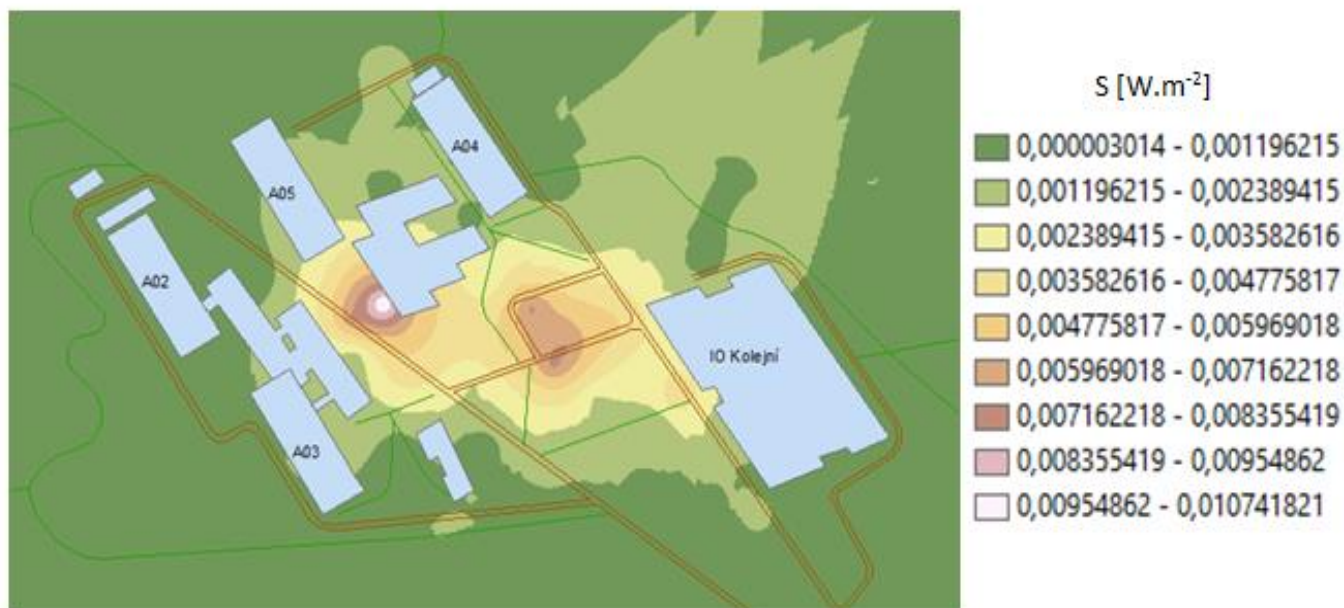 A04
A05
A02
IO Kolejní
A03
S [W.m-2]
0,000003014 - 0,001196215
0,001196215 - 0,002389415
0,002389415 - 0,003582616
0,003582616 - 0,004775817
0,004775817 - 0,005969018
0,005969018 - 0,007162218
0,007162218 - 0,008355419
0,008355419 - 0,00954862
0,00954862 - 0,010741821